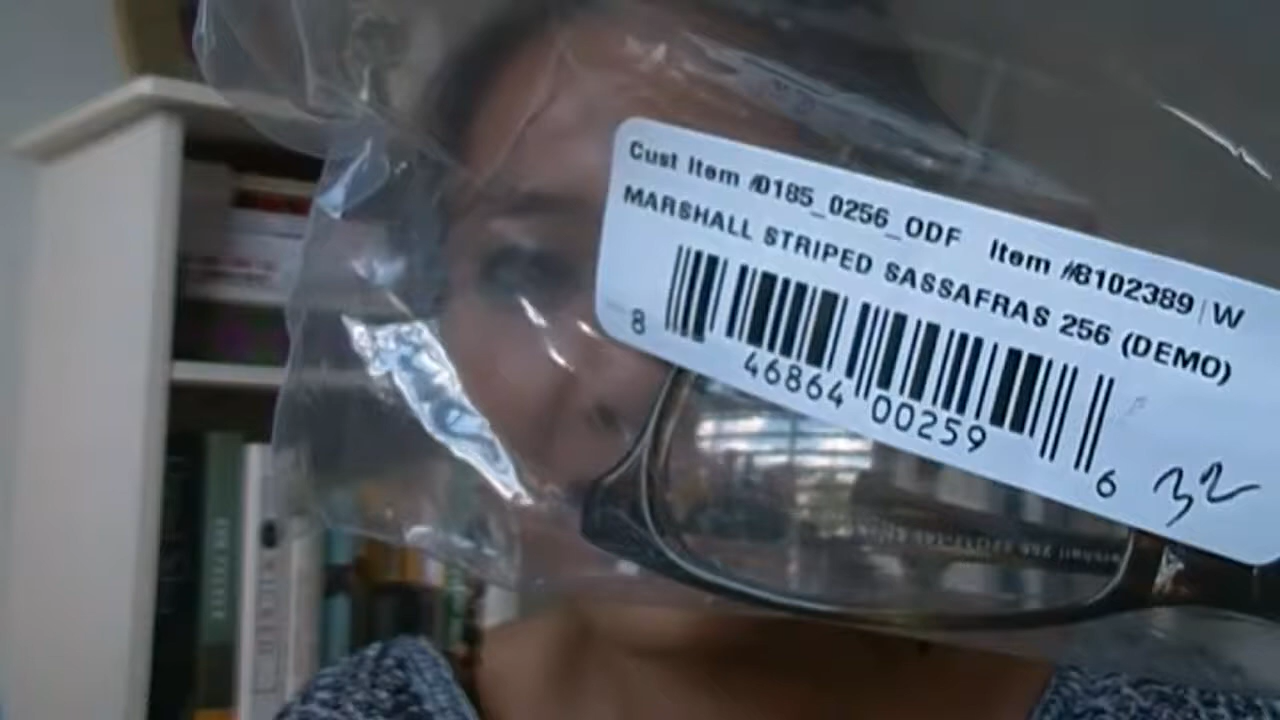 Cust Item #0185_0256_ODF Item #8102389 | W
MARSHALL STRIPED SASSAFRAS 256 (DEMO)
8 46864 00259 6
32